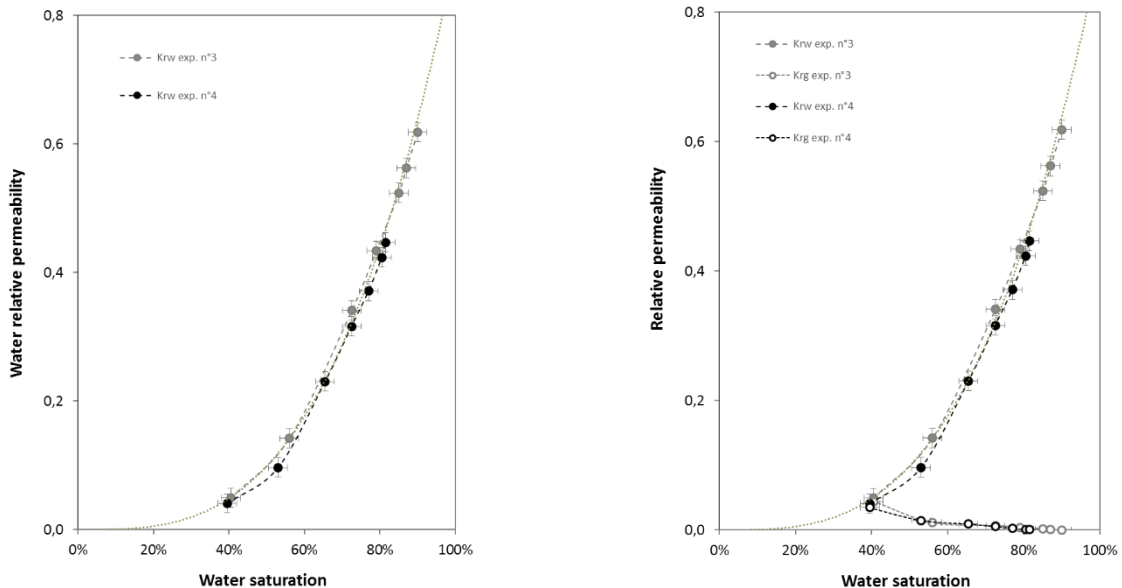 0,8
Krw exp. n°3
Krw exp. n°4
0,6
0,4
0,2
0,0
Water relative permeability
0% 20% 40% 60% 80% 100%
Water saturation
0,8
Krw exp. n°3
Krg exp. n°3
Krw exp. n°4
Krg exp. n°4
0,6
0,4
0,2
0,0
Relative permeability
0% 20% 40% 60% 80% 100%
Water saturation